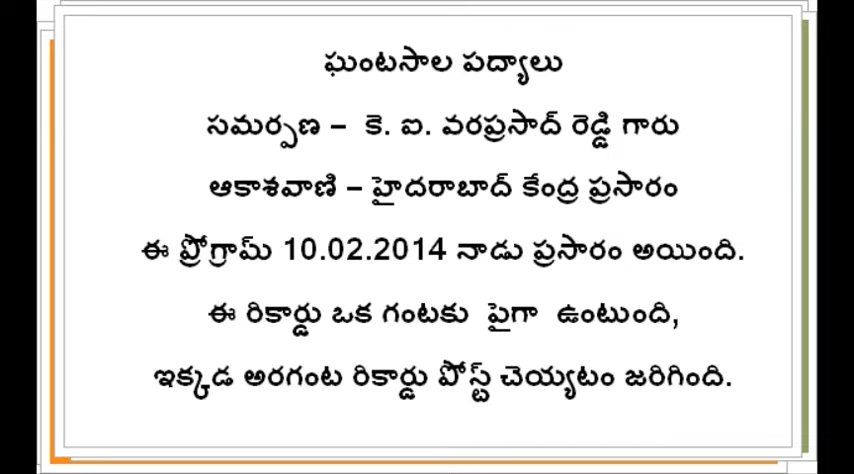 ఘంటసాల పద్యాలు
సమర్పణ – కె. ఐ. వరప్రసాద్ రెడ్డి గారు
ఆకాశవాణి – హైదరాబాద్ కేంద్ర ప్రసారం
ఈ ప్రోగ్రామ్ 10.02.2014 నాడు ప్రసారం అయింది.
ఈ రికార్డు ఒక గంటకు పైగా ఉంటుంది,
ఇక్కడ అరగంట రికార్డు పోస్ట్ చెయ్యటం జరిగింది.